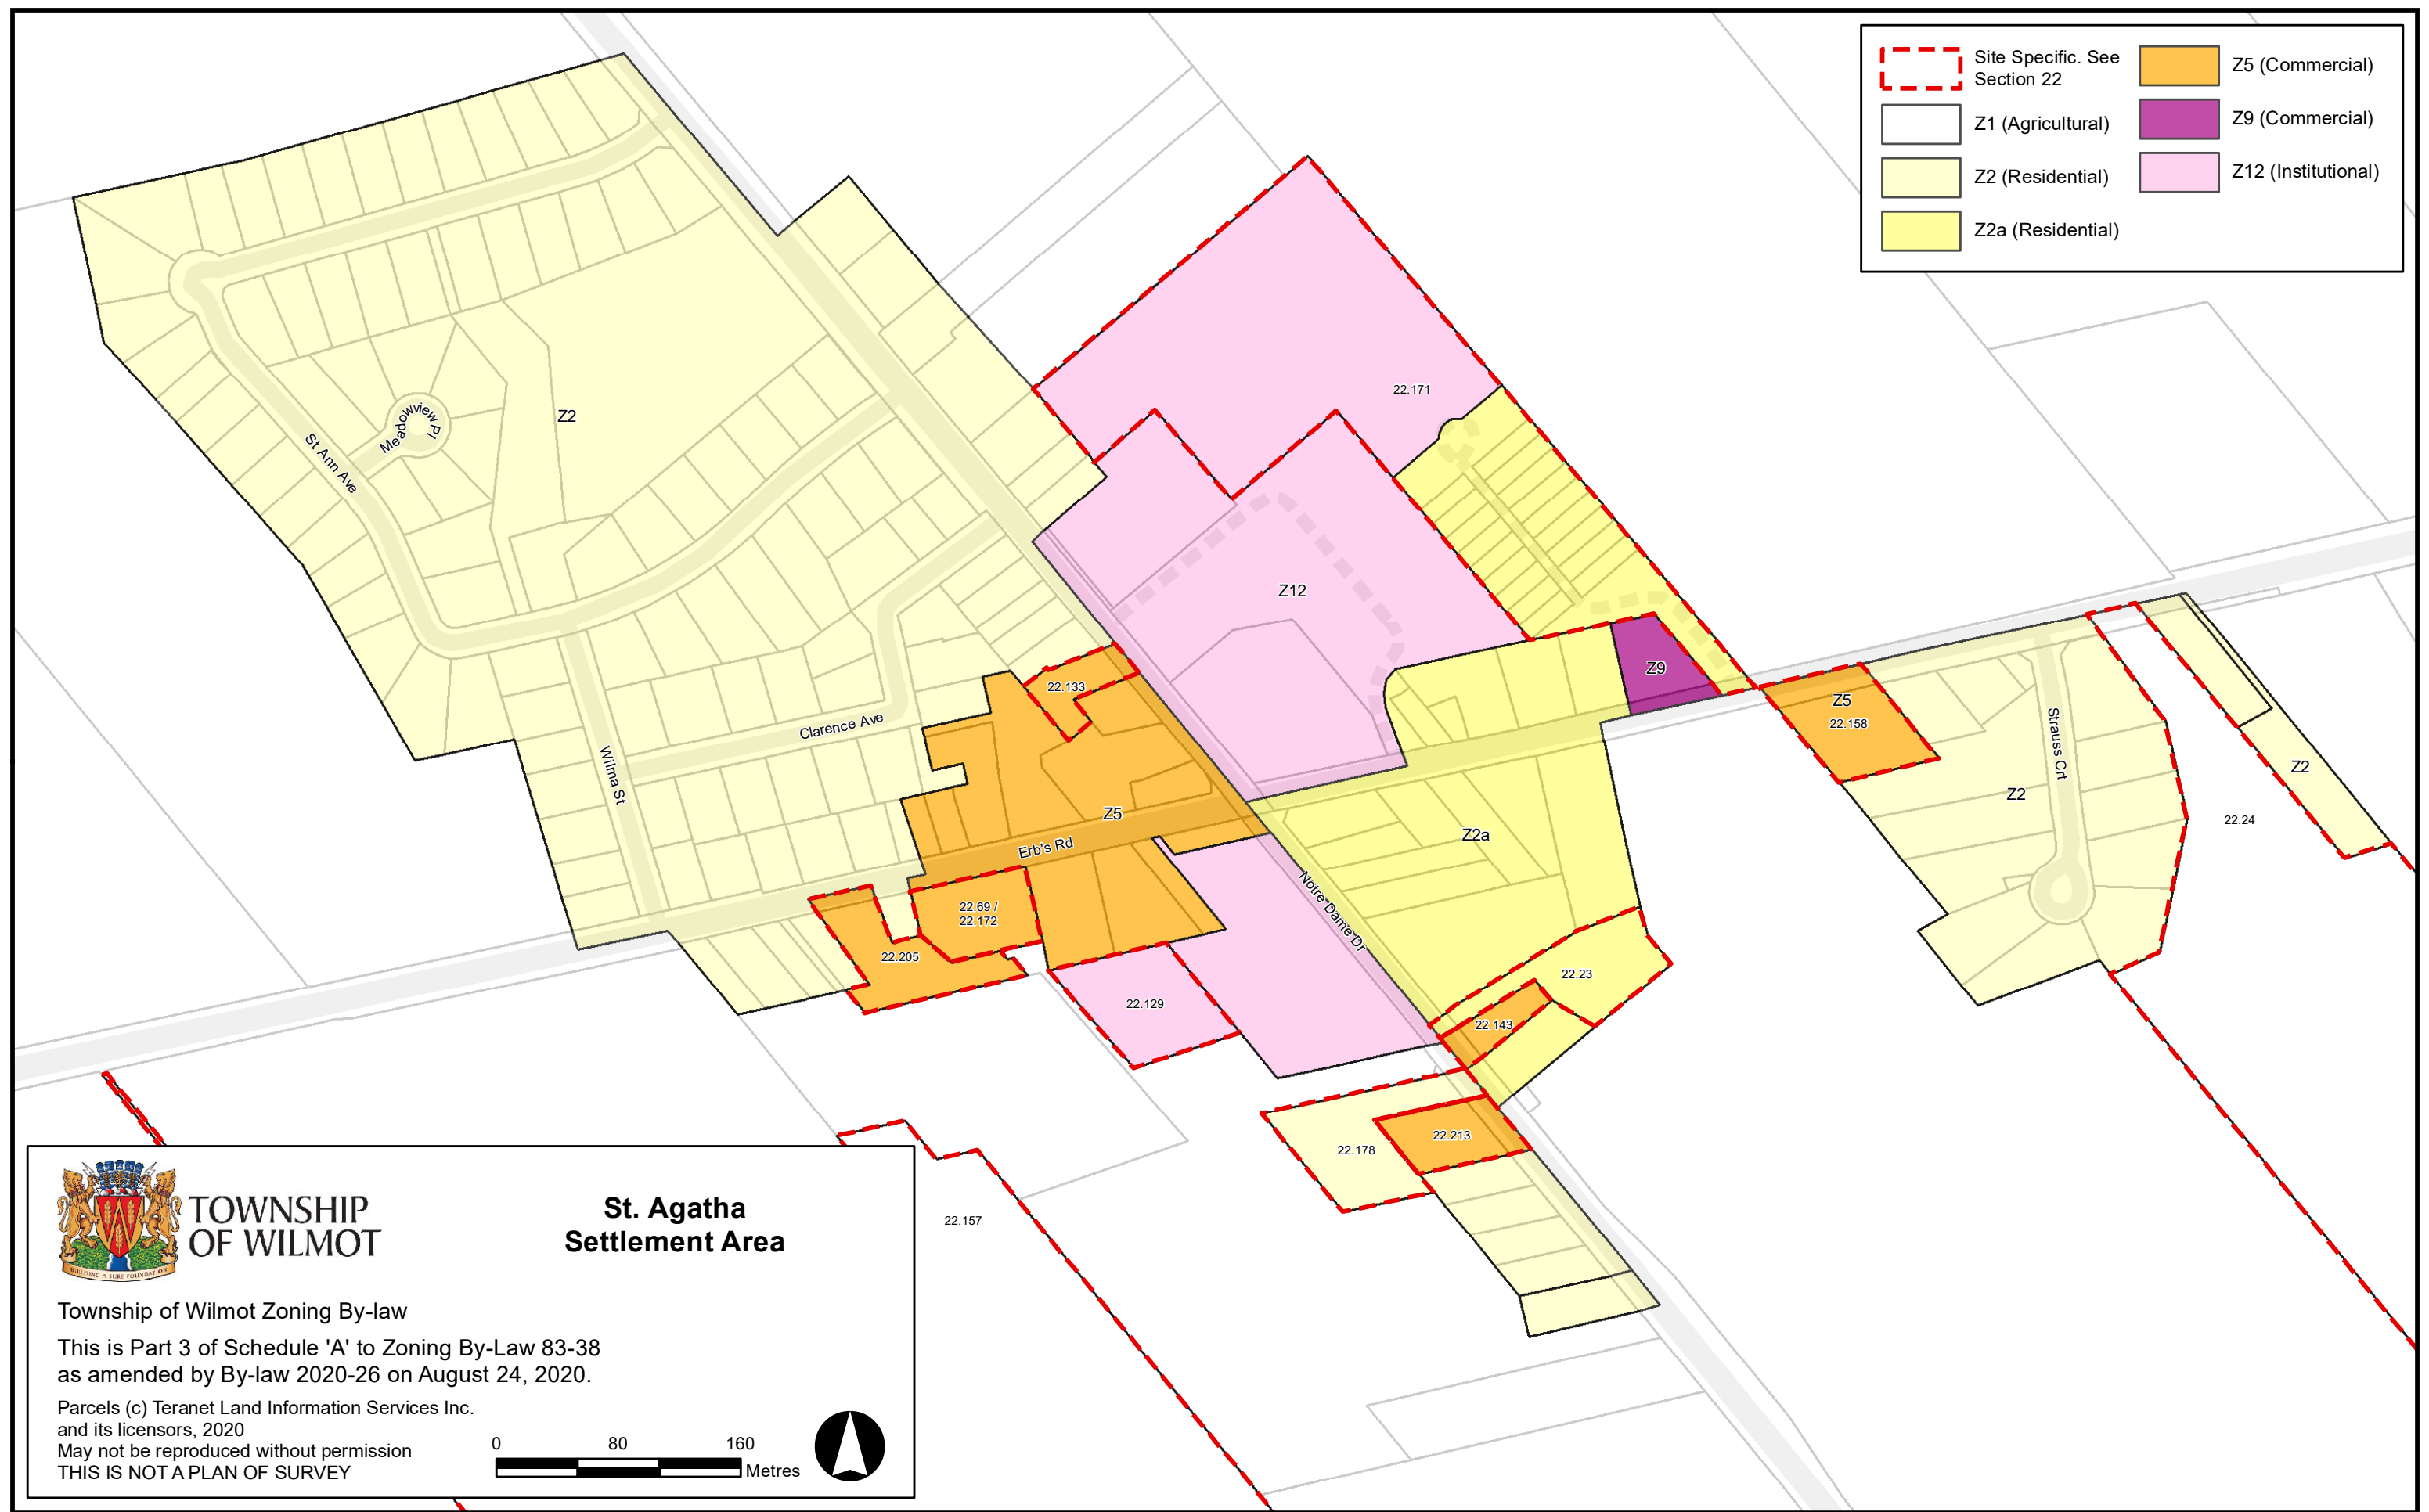 Site Specific. See
Section 22
Z1 (Agricultural)
Z2 (Residential)
Z2a (Residential)
Z5 (Commercial)
Z9 (Commercial)
Z12 (Institutional)
22.171
Z2
Meadowview Pl
St Ann Ave
Z12
Z9
22.133
Z5
22.158
Clarence Ave
Wilma St
Strauss Crt
Z2
Z2
Z5
22.24
Z2a
Erb's Rd
22.69 /
22.172
Notre Dame Dr
22.205
22.23
22.129
22.143
22.213
22.178
22.157
BUILDING A SURE FOUNDATION
TOWNSHIP
OF WILMOT
St. Agatha
Settlement Area
Township of Wilmot Zoning By-law
This is Part 3 of Schedule 'A' to Zoning By-Law 83-38
as amended by By-law 2020-26 on August 24, 2020.
Parcels (c) Teranet Land Information Services Inc.
and its licensors, 2020
May not be reproduced without permission
THIS IS NOT A PLAN OF SURVEY
0 80 160
Metres